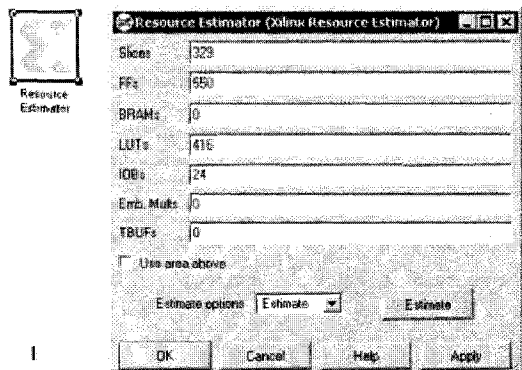 Resource Estimator (Xilinx Resource Estimator)
Resource
Estimator
Slices 329
FFs 550
BRAMs 0
LUTs 416
IOBs 24
Emb. Mults 0
TBUFs 0
Use area above
Estimate options Estimate Estimate
OK Cancel Help Apply